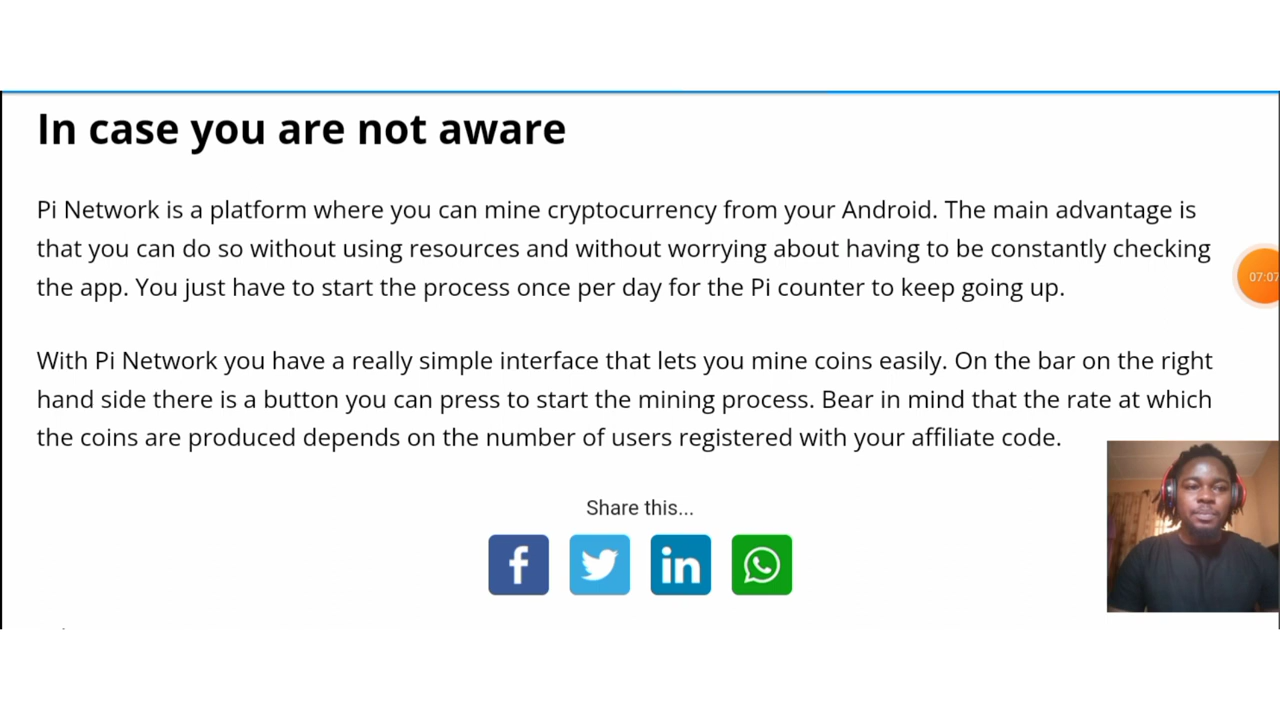 In case you are not aware
Pi Network is a platform where you can mine cryptocurrency from your Android. The main advantage is
that you can do so without using resources and without worrying about having to be constantly checking
the app. You just have to start the process once per day for the Pi counter to keep going up.
With Pi Network you have a really simple interface that lets you mine coins easily. On the bar on the right
hand side there is a button you can press to start the mining process. Bear in mind that the rate at which
the coins are produced depends on the number of users registered with your affiliate code.
Share this...
f
in
07:07